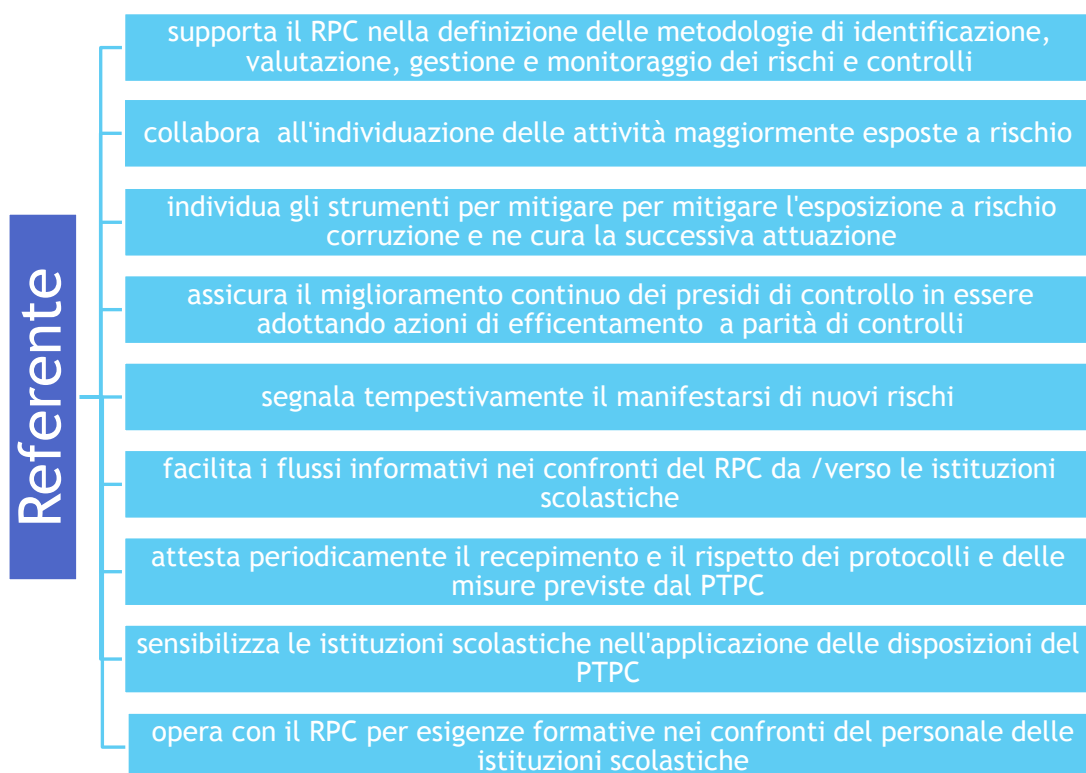 Referente
supporta il RPC nella definizione delle metodologie di identificazione,
valutazione, gestione e monitoraggio dei rischi e controlli
collabora  all'individuazione delle attività maggiormente esposte a rischio
individua gli strumenti per mitigare per mitigare l'esposizione a rischio
corruzione e ne cura la successiva attuazione
assicura il miglioramento continuo dei presidi di controllo in essere
adottando azioni di efficentamento  a parità di controlli
segnala tempestivamente il manifestarsi di nuovi rischi
facilita i flussi informativi nei confronti del RPC da /verso le istituzioni
scolastiche
attesta periodicamente il recepimento e il rispetto dei protocolli e delle
misure previste dal PTPC
sensibilizza le istituzioni scolastiche nell'applicazione delle disposizioni del
PTPC
opera con il RPC per esigenze formative nei confronti del personale delle
istituzioni scolastiche